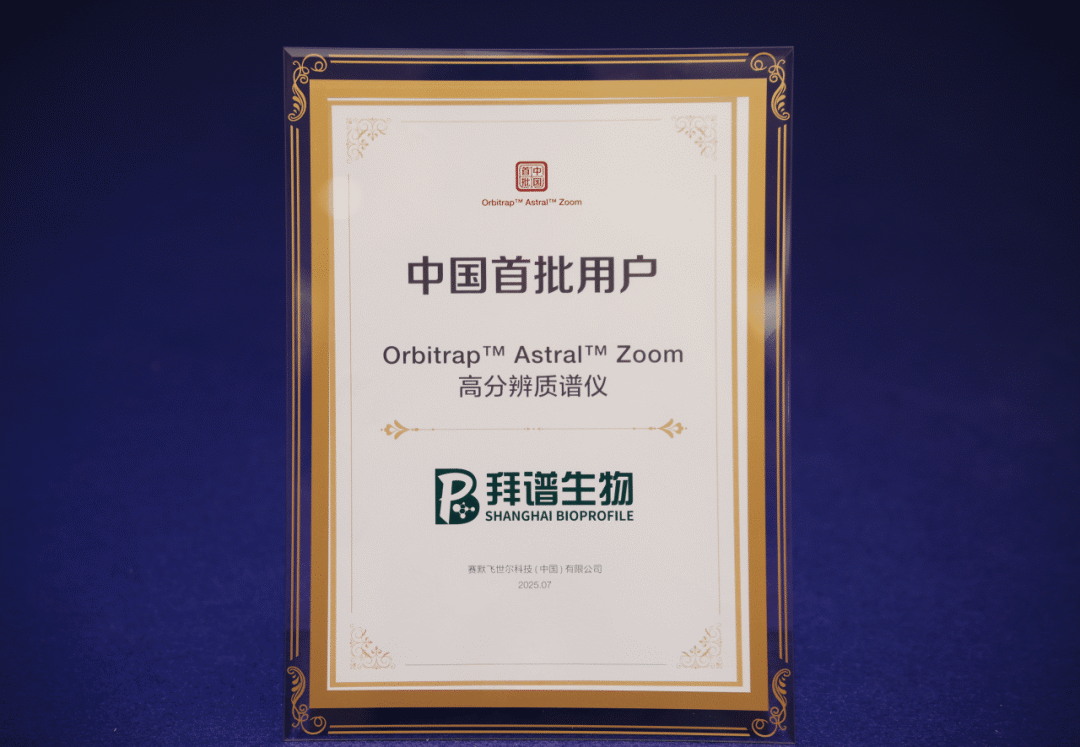 首中
批国
Orbitrap™ Astral™ Zoom
中国首批用户
Orbitrap™ Astral™ Zoom
高分辨质谱仪
拜谱生物
SHANGHAI BIOPROFILE
赛默飞世尔科技(中国)有限公司
2025.07